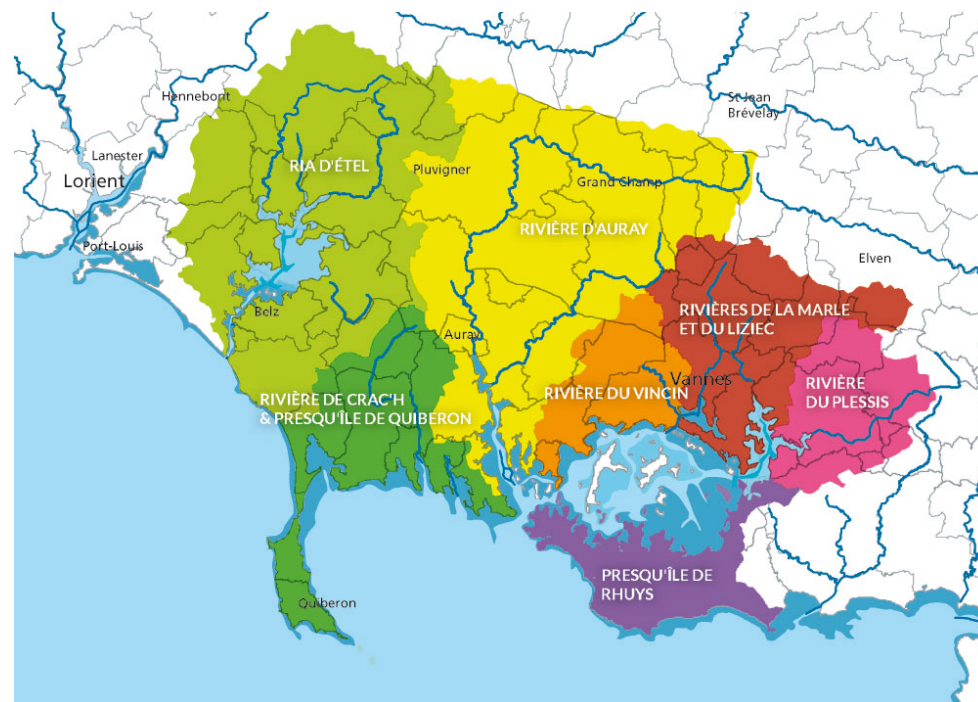 Hennebont
St Jean
Brévelay
Lanester
RIA D'ÉTEL
Pluvigner
Lorient
Grand Champ
RIVIÈRE D'AURAY
Port-Louis
Elven
Belz
RIVIÈRES DE LA MARLE
ET DU LIZIEC
Auray
Vannes
RIVIÈRE
DU PLESSIS
RIVIÈRE DE CRAC'H
& PRESQU'ÎLE DE QUIBERON
RIVIÈRE DU VINCIN
PRESQU'ÎLE DE
RHUYS
Quiberon